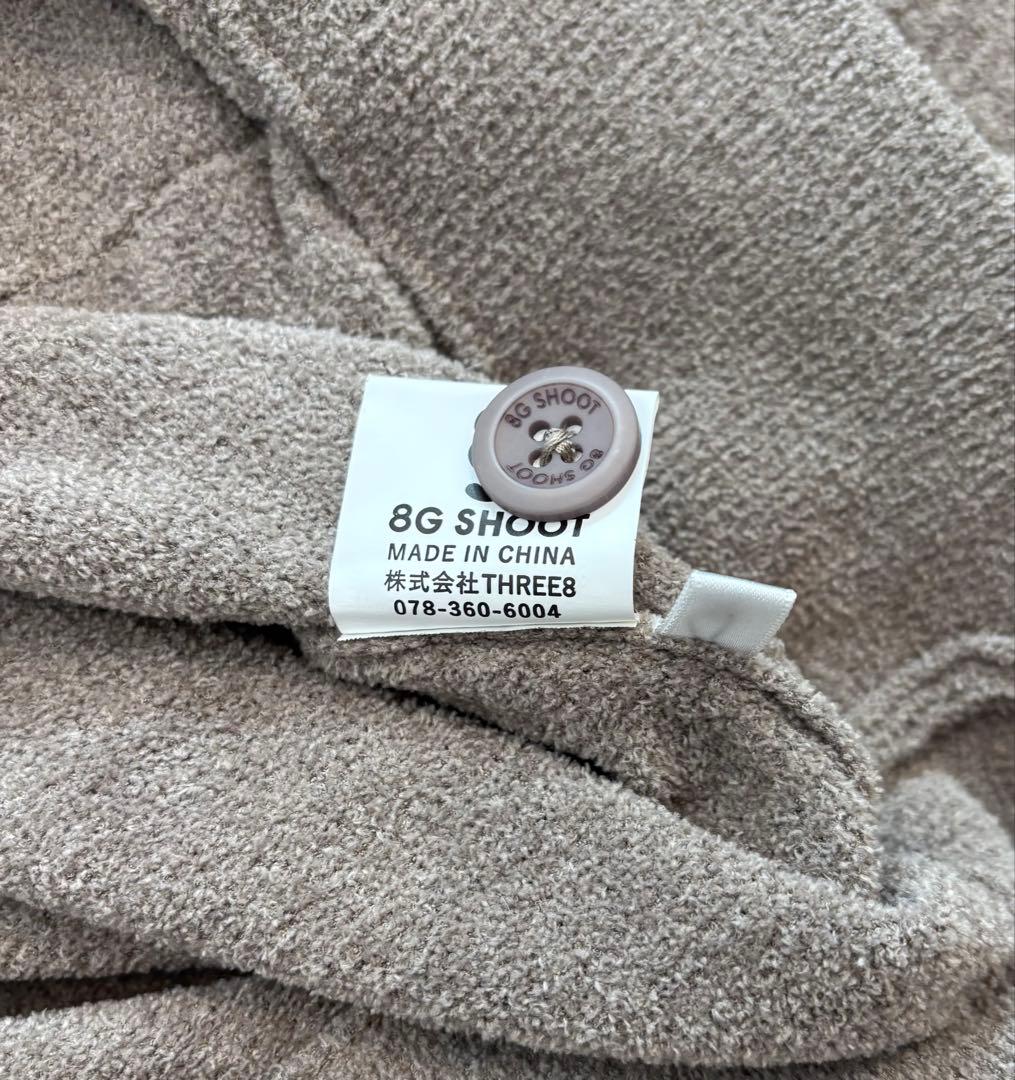 8G SHOOT
8G SHOOT
8G SHOOT
MADE IN CHINA
株式会社THREE8
078-360-6004